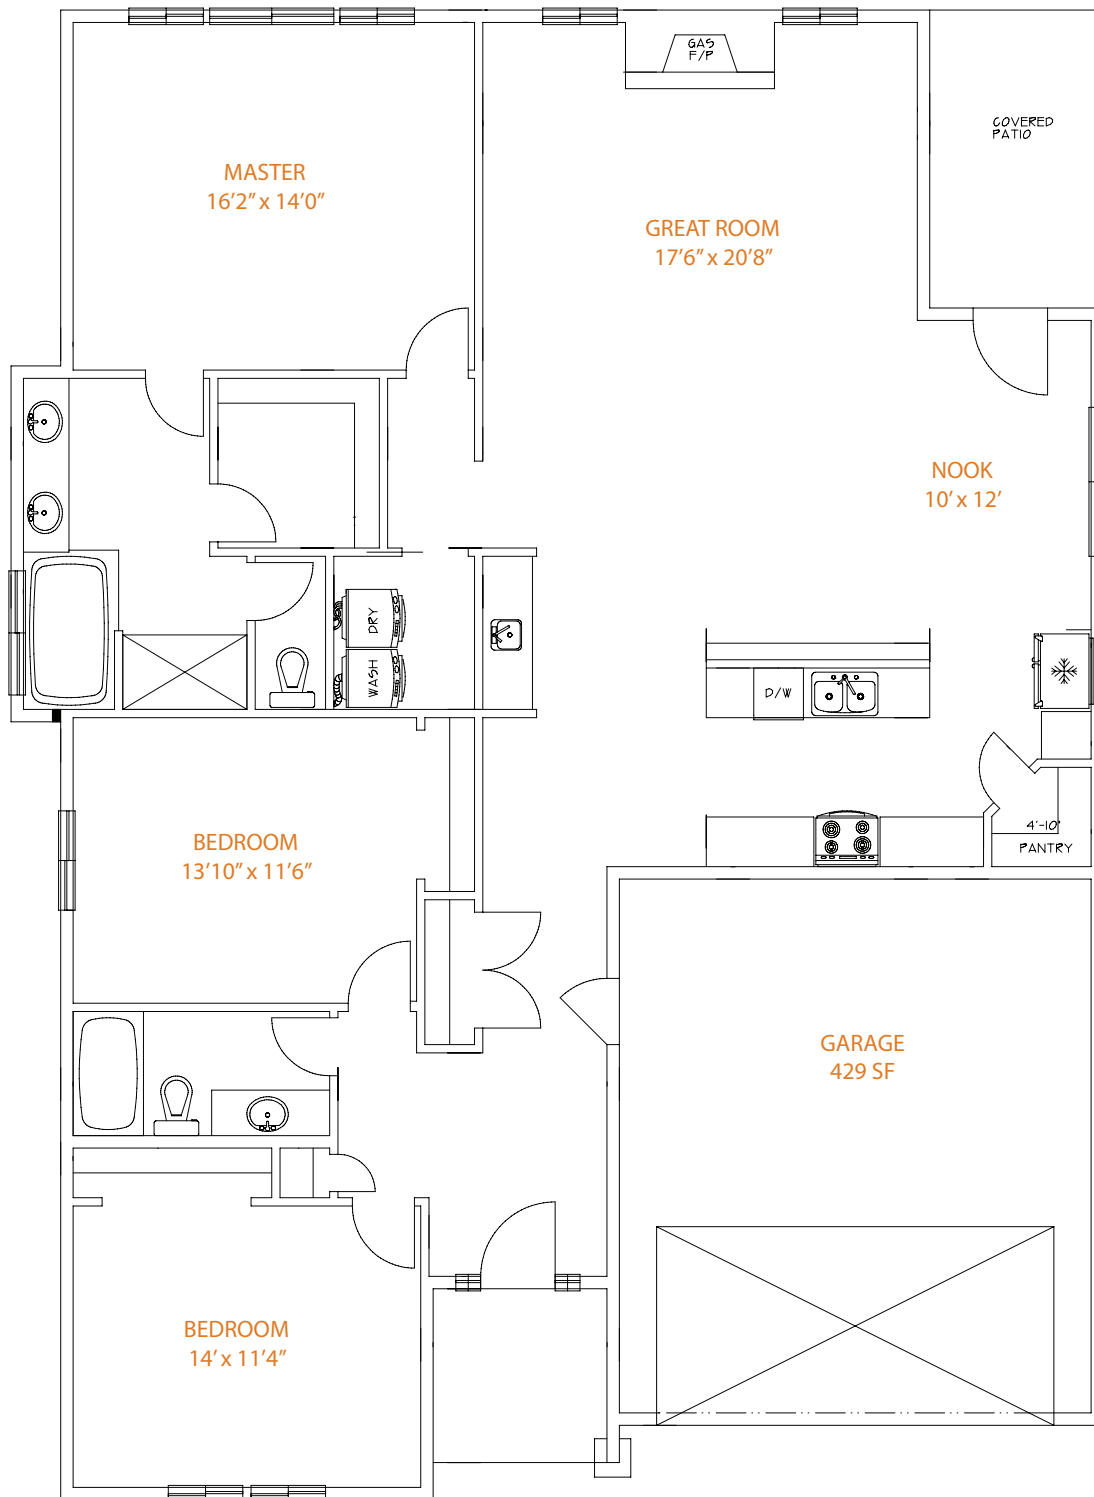 GAS
F/P
COVERED
PATIO
MASTER
16’2” x 14’0”
GREAT ROOM
17’6” x 20’8”
NOOK
10’ x 12’
DRY
WASH
D/W
BEDROOM
13’10” x 11’6”
4'-10"
PANTRY
GARAGE
429 SF
BEDROOM
14’ x 11’4”